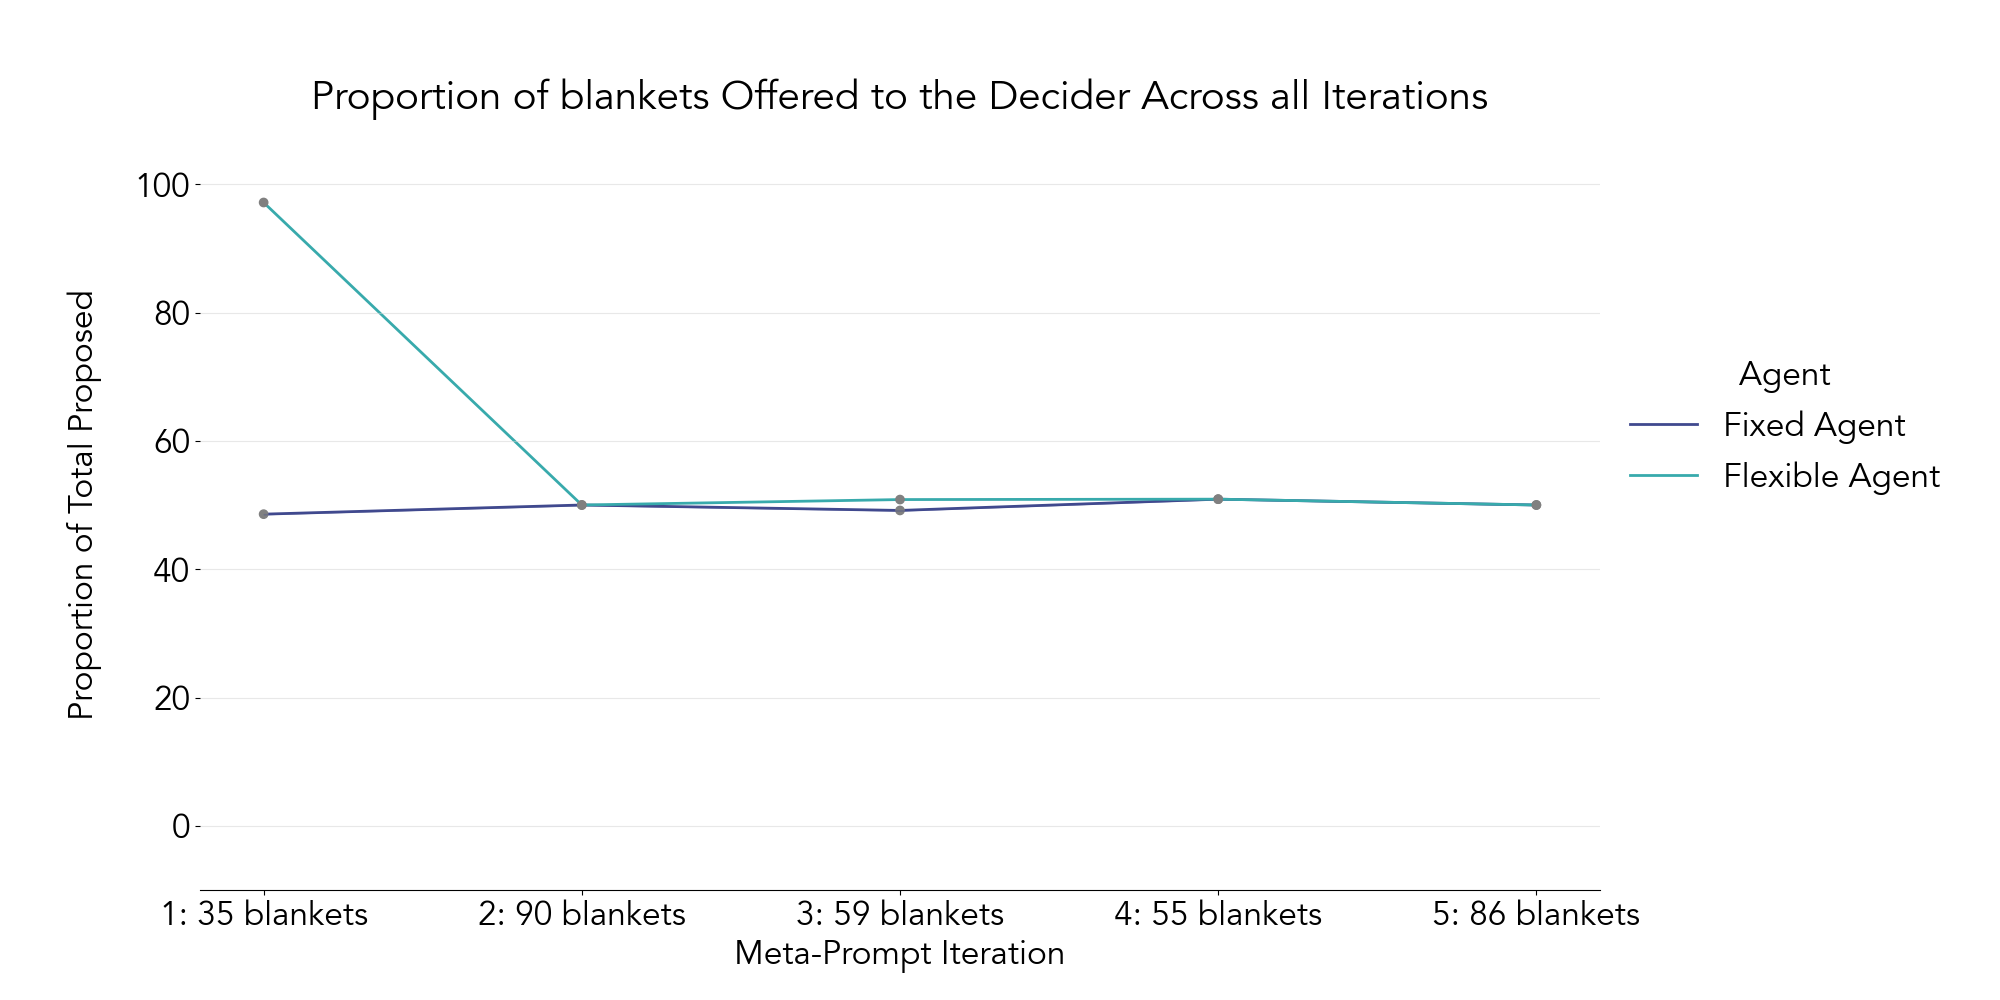 Proportion of blankets Offered to the Decider Across all Iterations
100
80
60
40
20
0
Proportion of Total Proposed
1: 35 blankets
2: 90 blankets
3: 59 blankets
4: 55 blankets
5: 86 blankets
Meta-Prompt Iteration
Agent
Fixed Agent
Flexible Agent